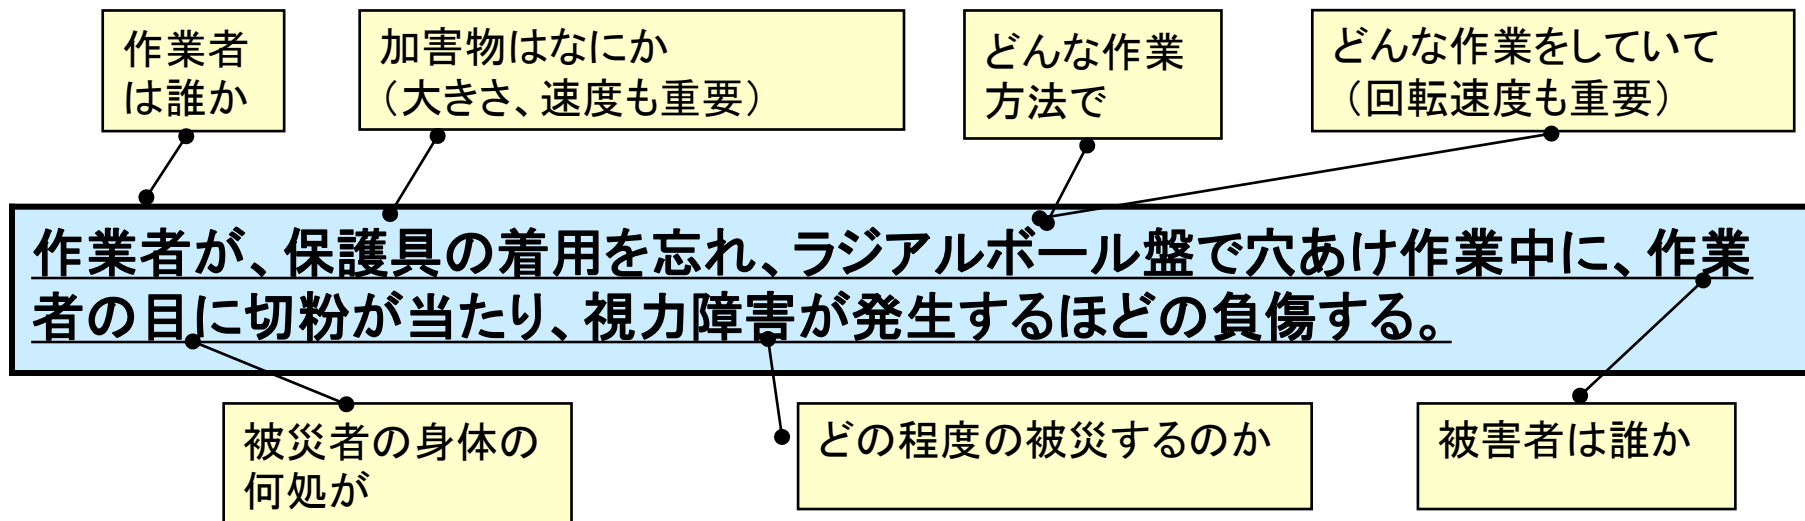 作業者
は誰か
加害物はなにか
（大きさ、速度も重要）
どんな作業
方法で
どんな作業をしていて
（回転速度も重要）
作業者が、保護具の着用を忘れ、ラジアルボール盤で穴あけ作業中に、作業
者の目に切粉が当たり、視力障害が発生するほどの負傷する。
被災者の身体の
何処が
どの程度の被災するのか
被害者は誰か